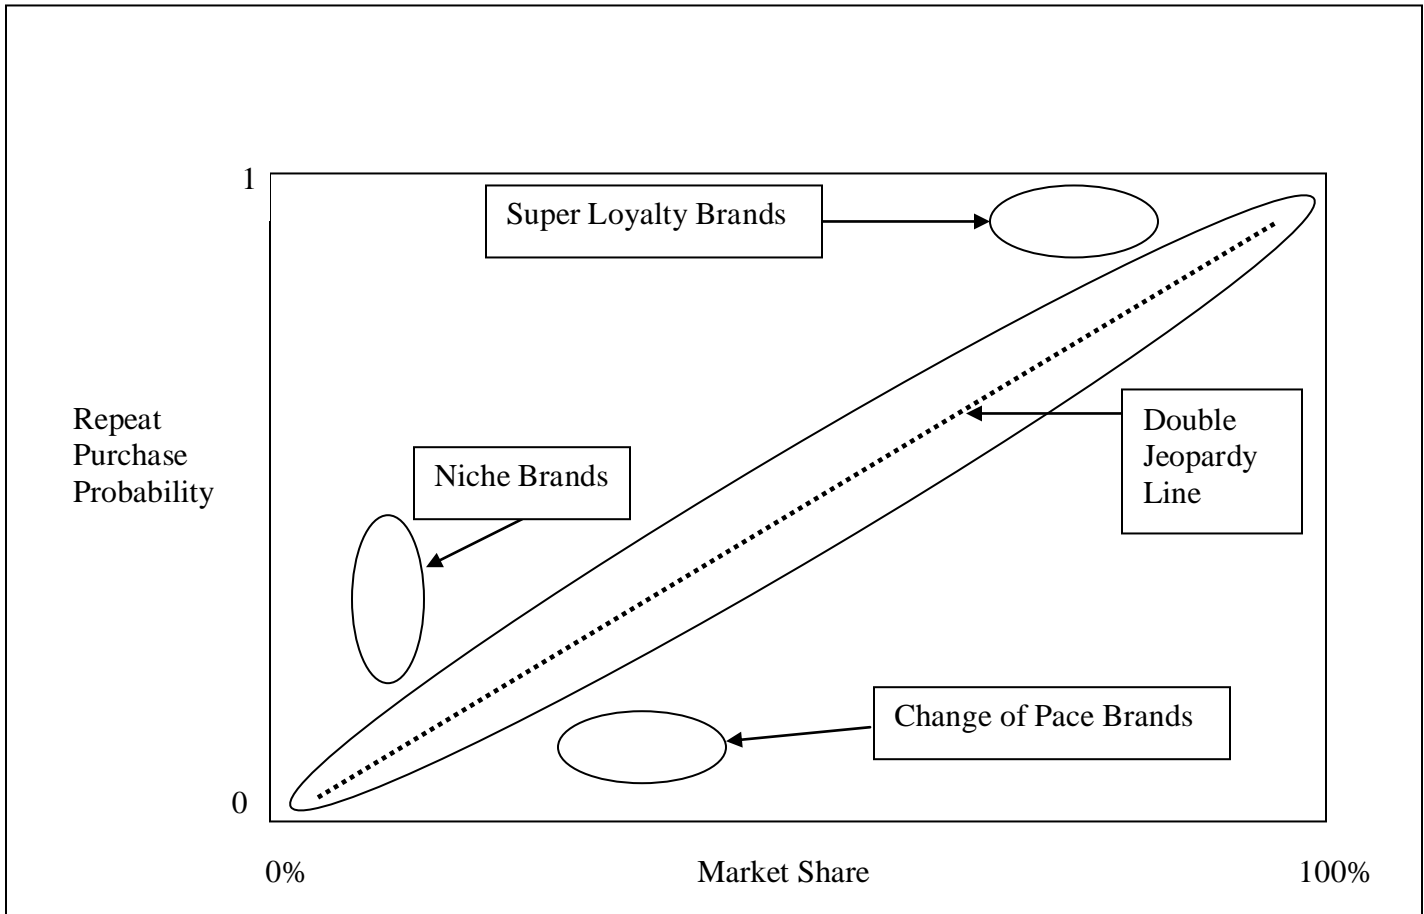 1
Super Loyalty Brands
Repeat
Purchase
Probability
Double
Jeopardy
Line
Niche Brands
Change of Pace Brands
0
0%
Market Share
100%